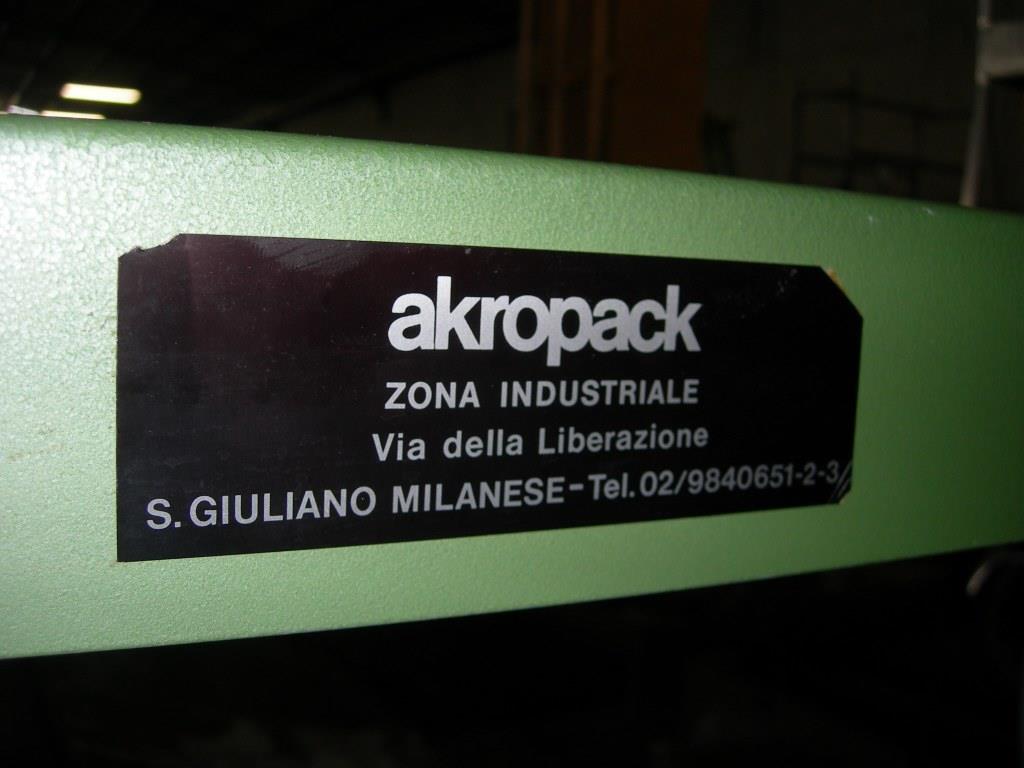 akropack
ZONA INDUSTRIALE
Via della Liberazione
S. GIULIANO MILANESE - Tel. 02/9840651-2-3